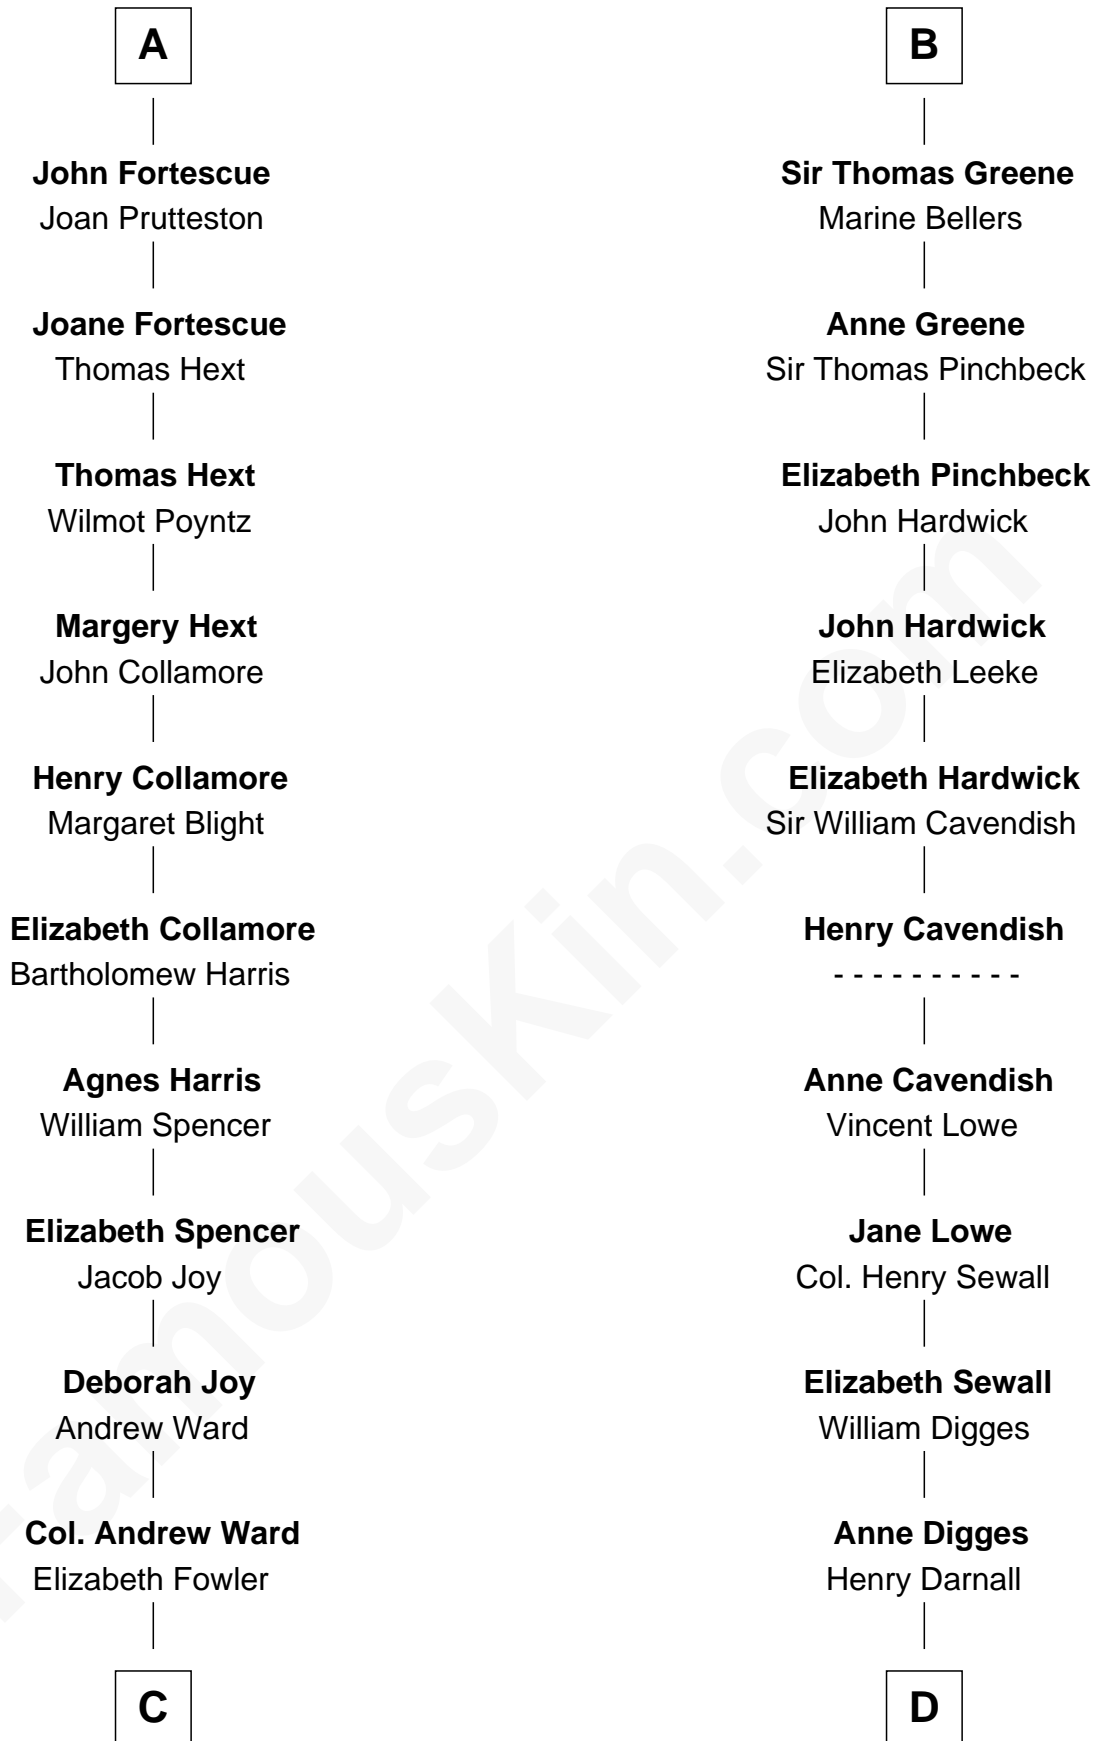 A
John Fortescue
Joan Prutteston
Joane Fortescue
Thomas Hext
Thomas Hext
Wilmot Poyntz
Margery Hext
John Collamore
Henry Collamore
Margaret Blight
Elizabeth Collamore
Bartholomew Harris
Agnes Harris
William Spencer
Elizabeth Spencer
Jacob Joy
Deborah Joy
Andrew Ward
Col. Andrew Ward
Elizabeth Fowler
C
B
Sir Thomas Greene
Marine Bellers
Anne Greene
Sir Thomas Pinchbeck
Elizabeth Pinchbeck
John Hardwick
John Hardwick
Elizabeth Leeke
Elizabeth Hardwick
Sir William Cavendish
Henry Cavendish
- - - - - - - - - -
Anne Cavendish
Vincent Lowe
Jane Lowe
Col. Henry Sewall
Elizabeth Sewall
William Digges
Anne Digges
Henry Darnall
D
FamousKin.com